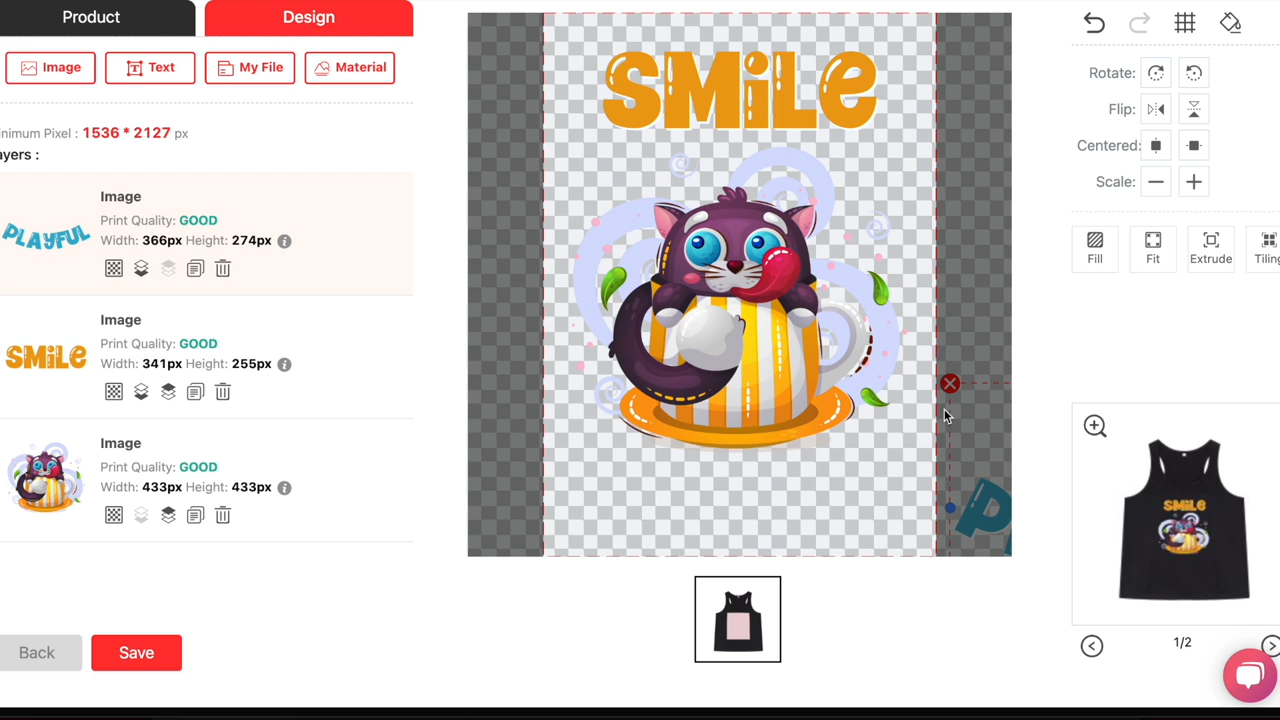 Product
Design
Image
Text
My File
Material
nimum Pixel : 1536 * 2127 px
ayers :
Image
Print Quality: GOOD
Width: 366px Height: 274px
PLAYFUL
Image
Print Quality: GOOD
Width: 341px Height: 255px
SMiLe
Image
Print Quality: GOOD
Width: 433px Height: 433px
Back
Save
SMiLe
P
Rotate:
Flip:
Centered:
Scale:
Fill
Fit
Extrude
Tiling
SMiLe
1/2